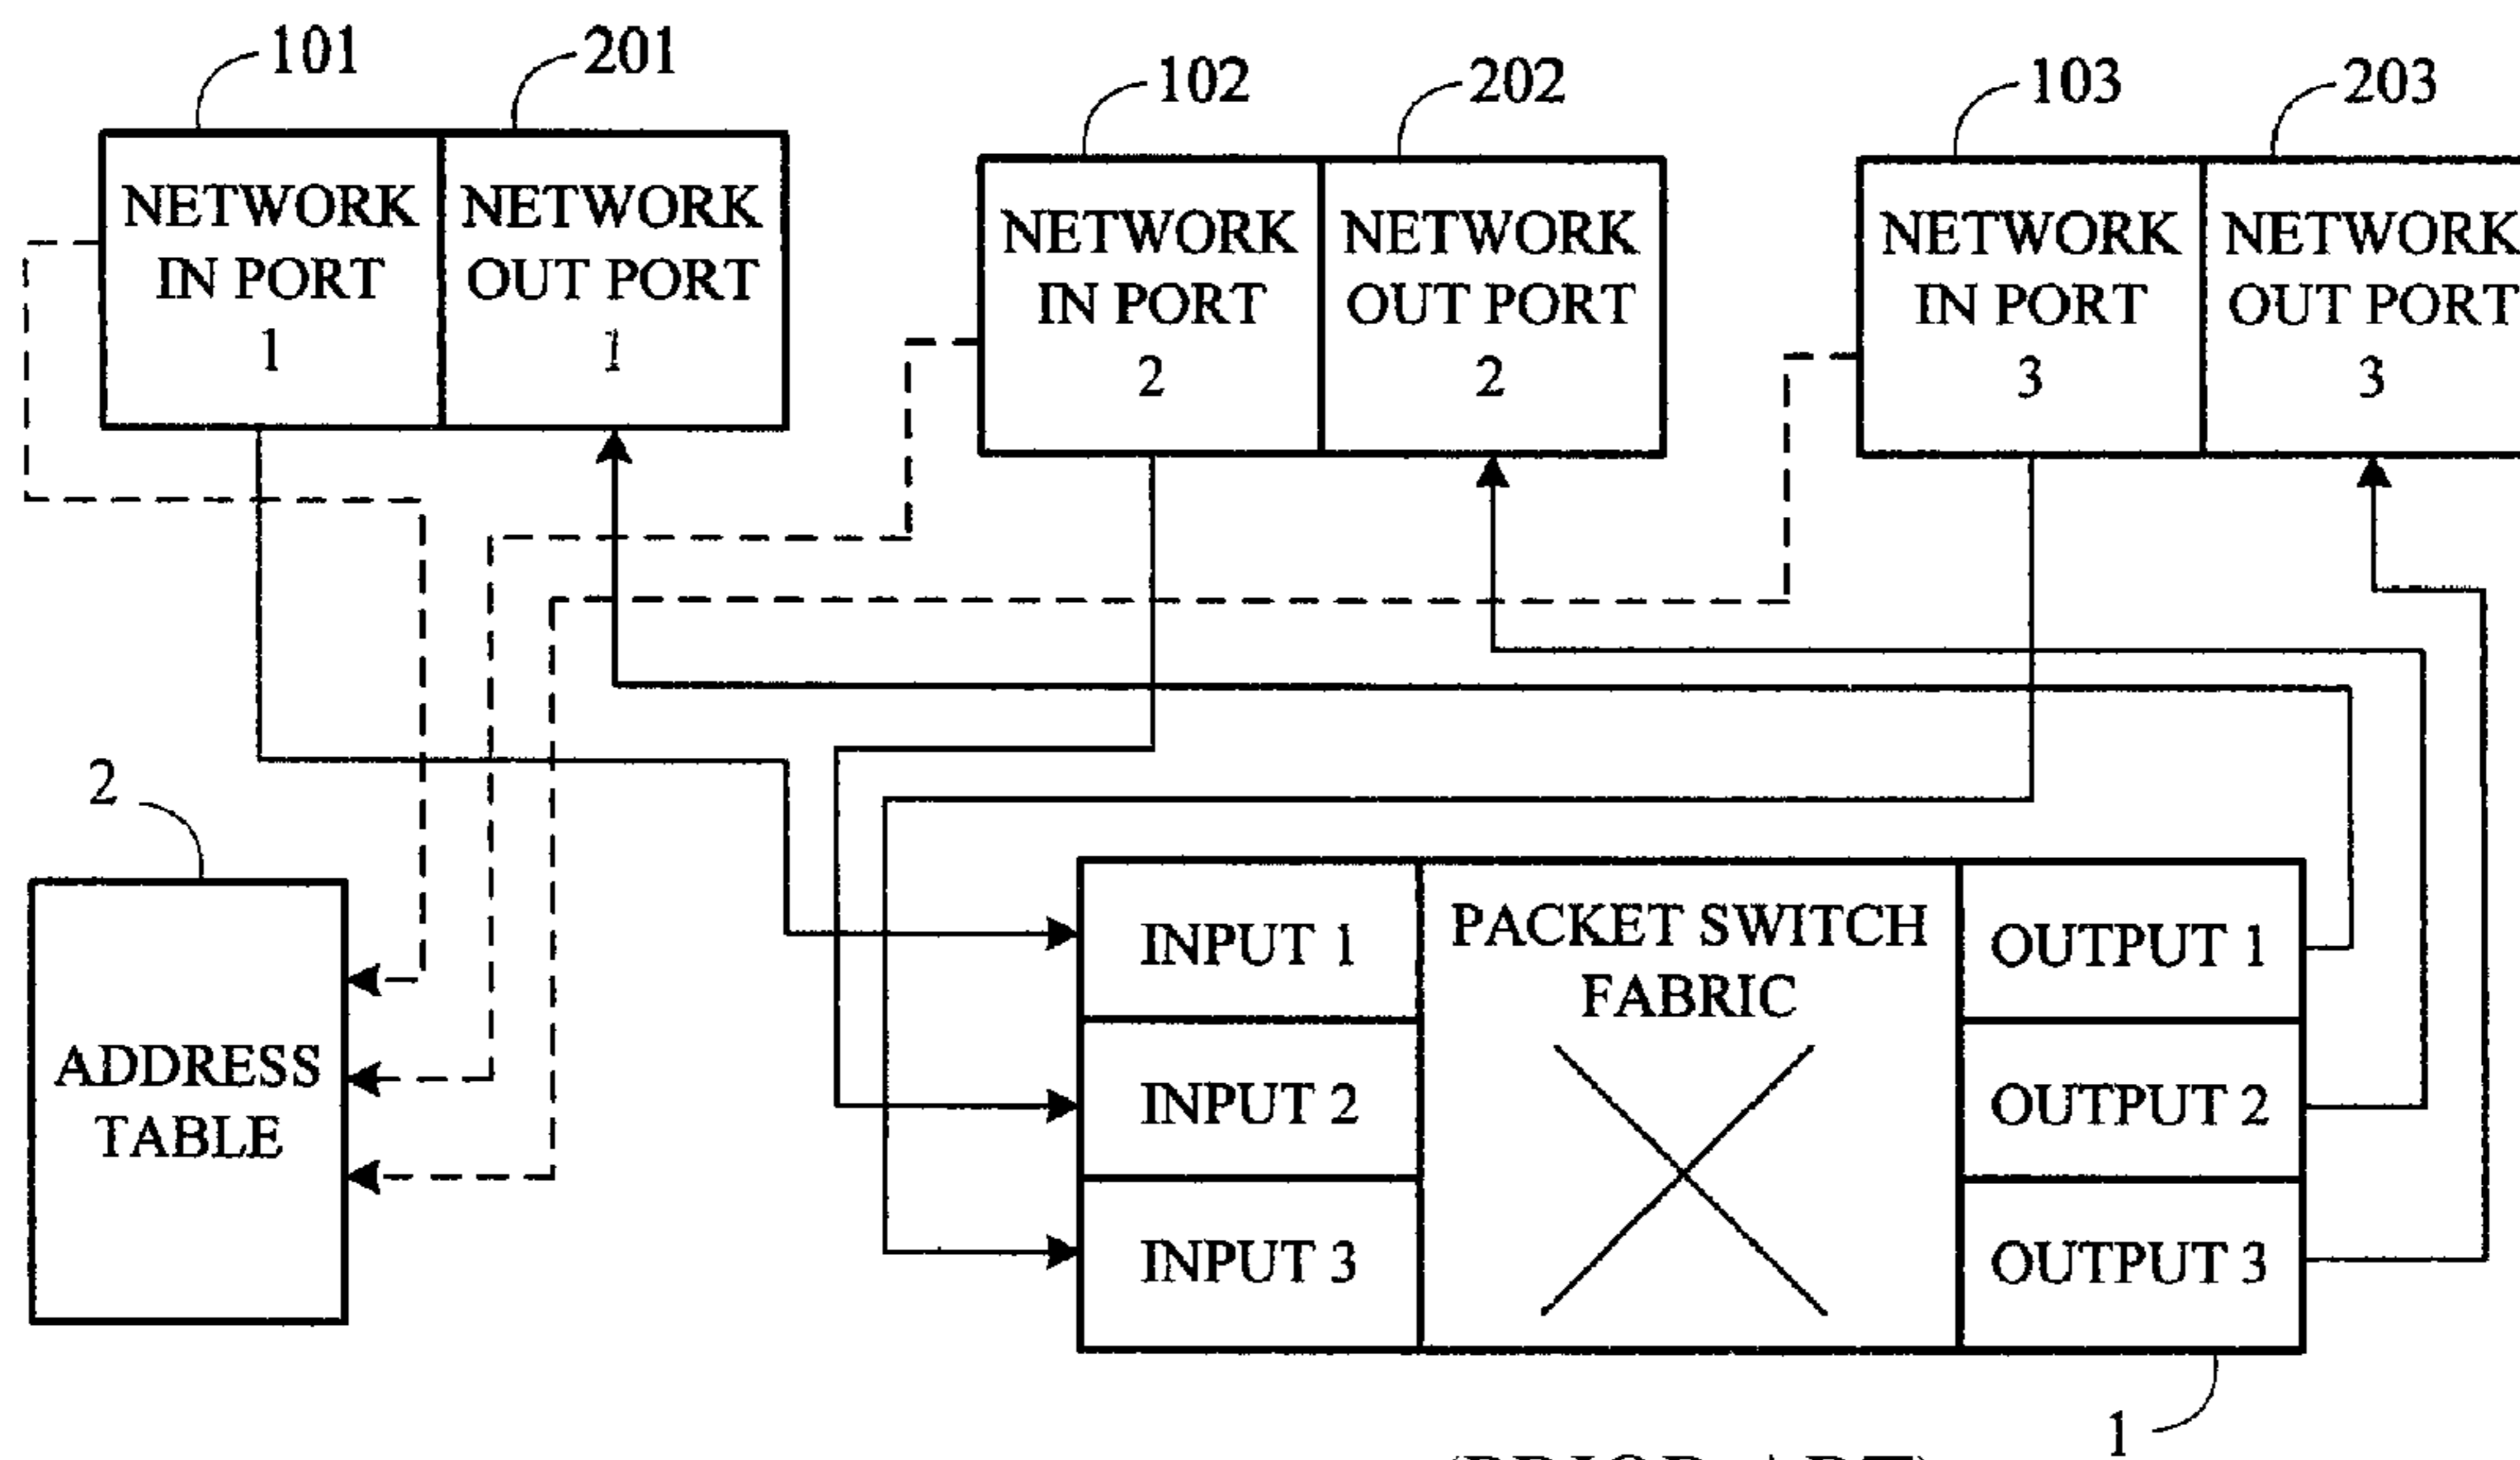 101
201
102
202
103
203
NETWORK
IN PORT
1
NETWORK
OUT PORT
1
NETWORK
IN PORT
2
NETWORK
OUT PORT
2
NETWORK
IN PORT
3
NETWORK
OUT PORT
3
2
ADDRESS
TABLE
INPUT 1
INPUT 2
INPUT 3
PACKET SWITCH
FABRIC
OUTPUT 1
OUTPUT 2
OUTPUT 3
1
(PRIOR ART)